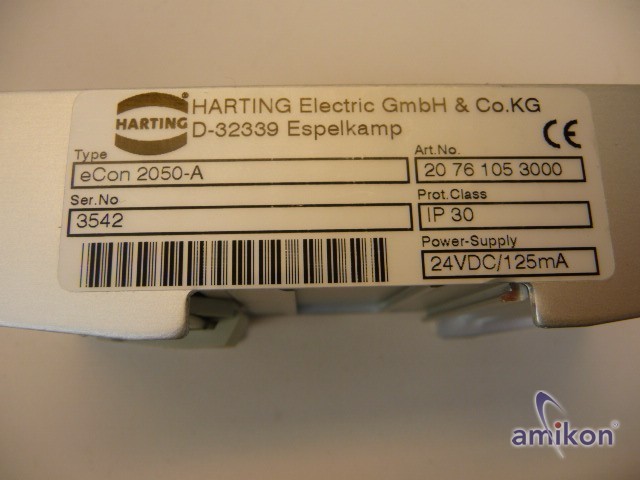 HARTING
® HARTING Electric GmbH & Co.KG
D-32339 Espelkamp
CE
Type
eCon 2050-A
Art.No.
20 76 105 3000
Ser.No
3542
Prot.Class
IP 30
Power-Supply
24VDC/125mA
amikon®